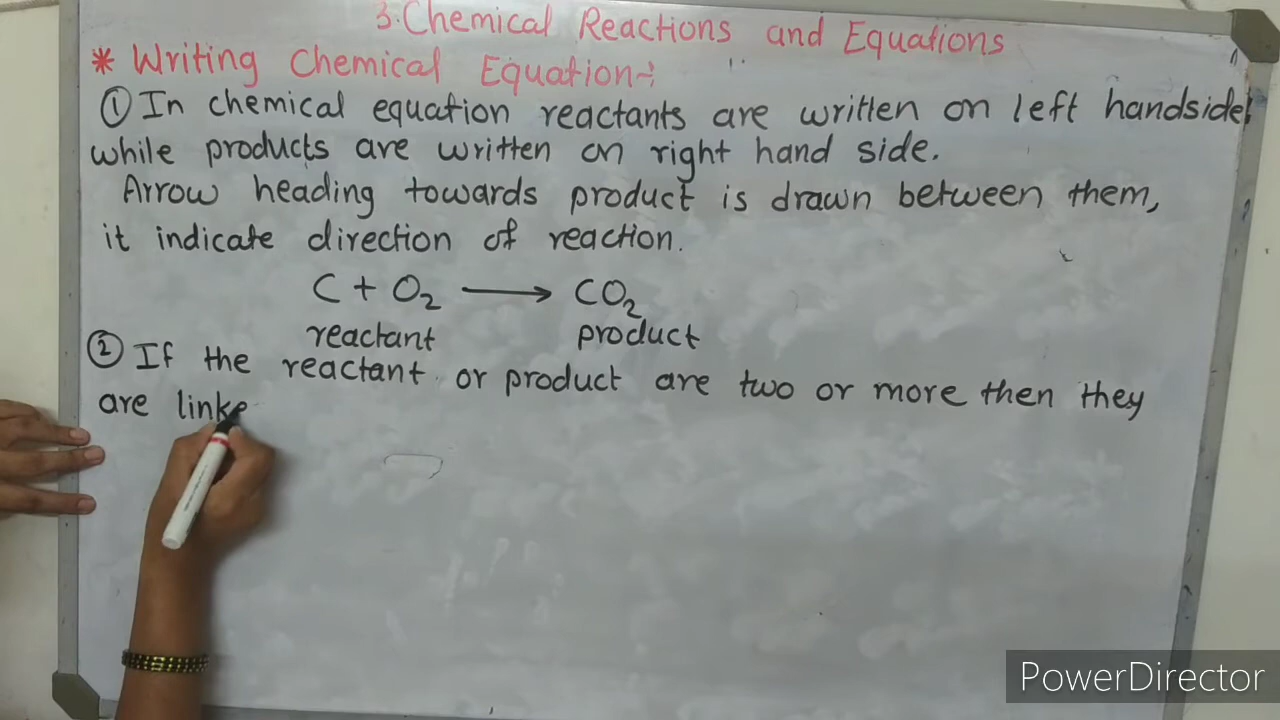 3. Chemical Reactions and Equations
* Writing Chemical Equation :-
① In chemical equation reactants are written on left handside
while products are written on right hand side.
Arrow heading towards product is drawn between them,
it indicate direction of reaction.
C + O₂ ⟶ CO₂
reactant product
② If the reactant or product are two or more then they
are linke
PowerDirector